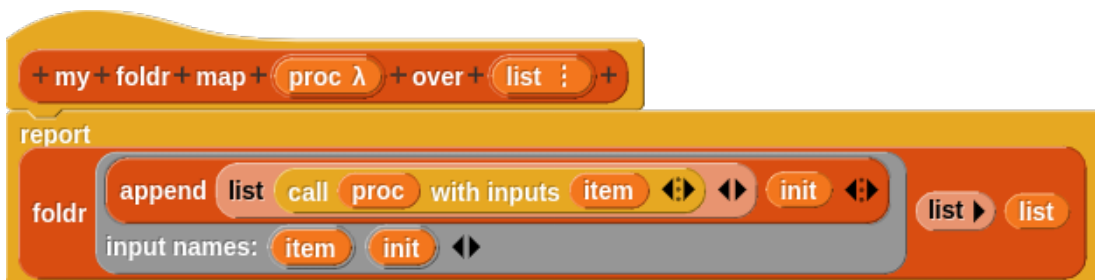 + my + foldr + map + proc λ + over + list ⋮ +
report
foldr append list call proc with inputs item init list list
input names: item init